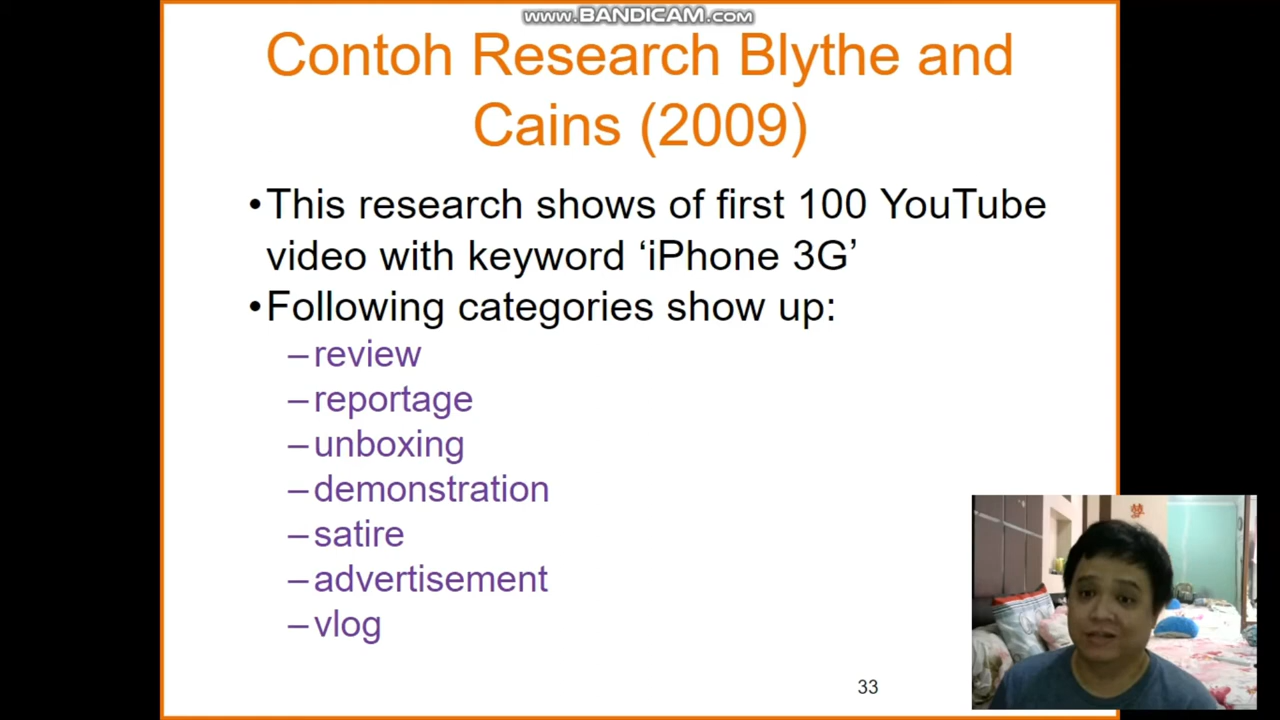 www.BANDICAM.com
Contoh Research Blythe and
Cains (2009)
•This research shows of first 100 YouTube
video with keyword ‘iPhone 3G’
•Following categories show up:
–review
–reportage
–unboxing
–demonstration
–satire
–advertisement
–vlog
33